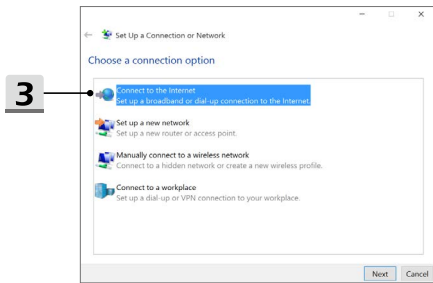 Set Up a Connection or Network
Choose a connection option
3
Connect to the Internet
Set up a broadband or dial-up connection to the Internet.
Set up a new network
Set up a new router or access point.
Manually connect to a wireless network
Connect to a hidden network or create a new wireless profile.
Connect to a workplace
Set up a dial-up or VPN connection to your workplace.
Next Cancel